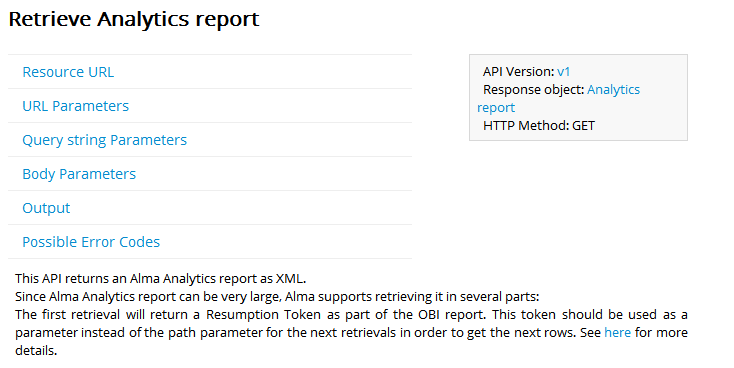 Retrieve Analytics report
Resource URL
URL Parameters
Query string Parameters
Body Parameters
Output
Possible Error Codes
API Version: v1
Response object: Analytics
report
HTTP Method: GET
This API returns an Alma Analytics report as XML.
Since Alma Analytics report can be very large, Alma supports retrieving it in several parts:
The first retrieval will return a Resumption Token as part of the OBI report. This token should be used as a
parameter instead of the path parameter for the next retrievals in order to get the next rows. See here for more
details.